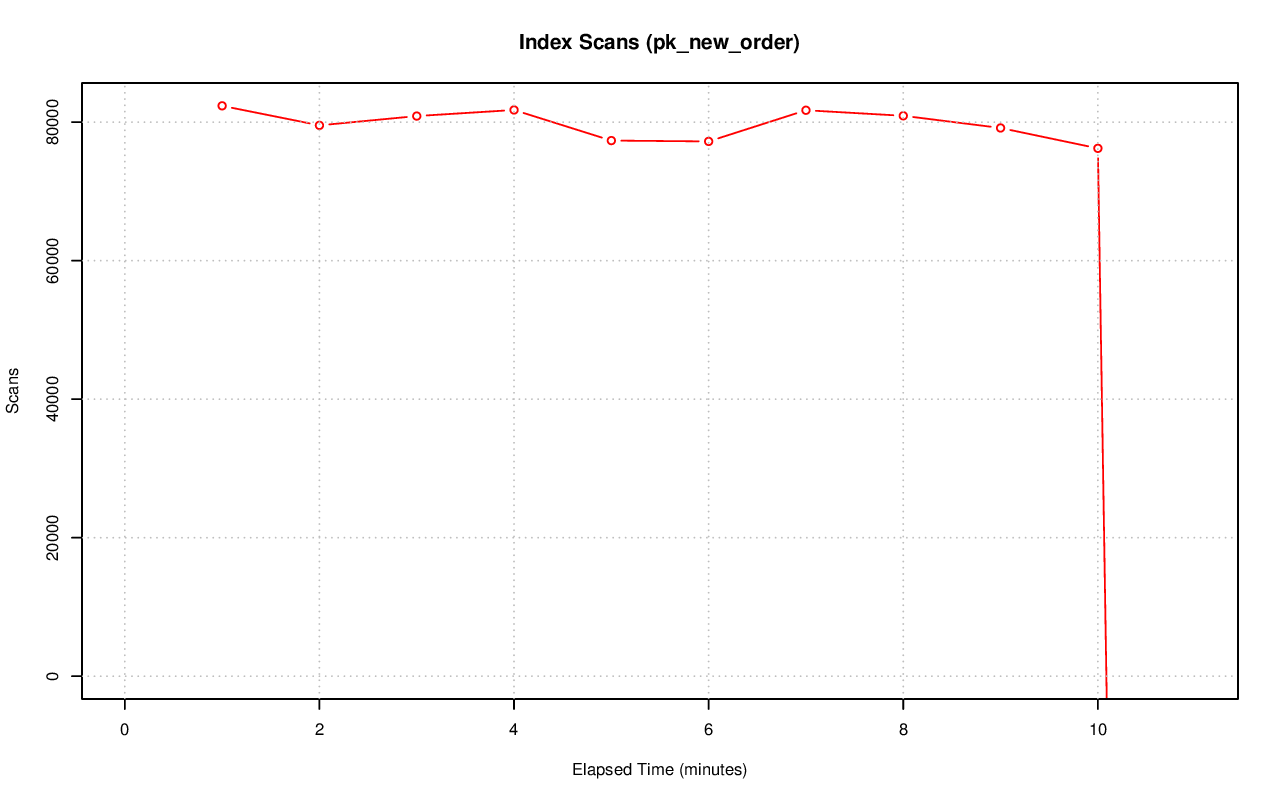 Index Scans (pk_new_order)
Scans
80000
60000
40000
20000
0
0 2 4 6 8 10
Elapsed Time (minutes)